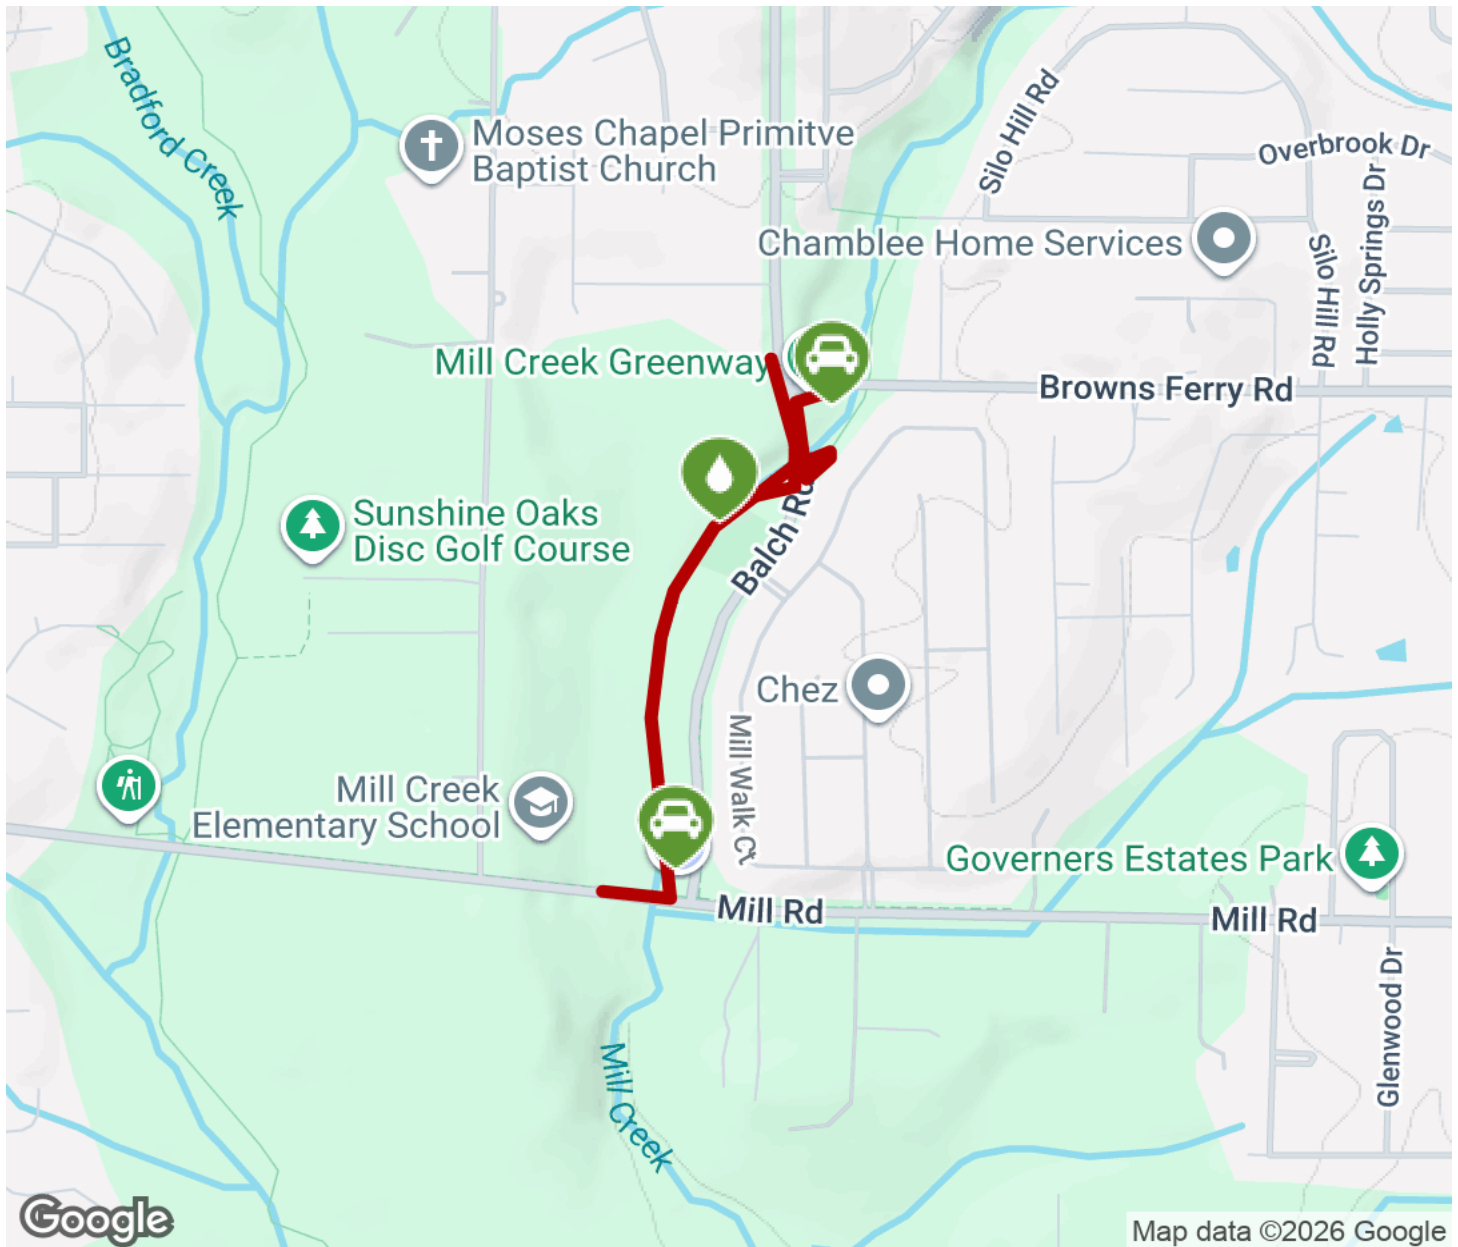 Bradford Creek
Moses Chapel Primitve
Baptist Church
Silo Hill Rd
Overbrook Dr
Holly Springs Dr
Silo Hill Rd
Chamblee Home Services
Mill Creek Greenway
Browns Ferry Rd
Sunshine Oaks
Disc Golf Course
Balch Rd
Chez
Mill Walk Ct
Mill Creek
Elementary School
Governers Estates Park
Mill Rd
Mill Rd
Glenwood Dr
Mill Creek
Google
Map data ©2026 Google